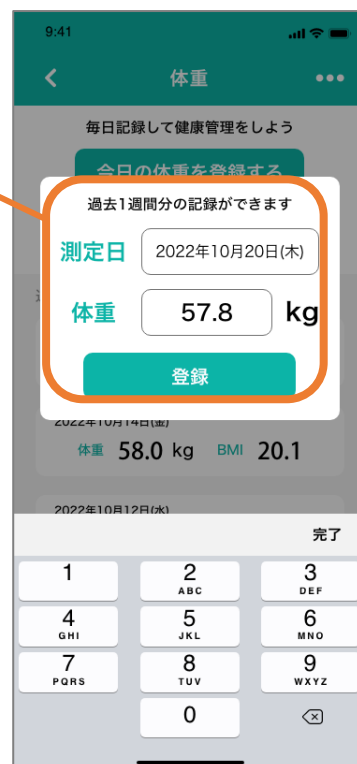 9:41
体重
毎日記録して健康管理をしよう
今日の体重を登録する
過去1週間分の記録ができます
測定日 2022年10月20日(木)
体重 57.8 kg
登録
2022年10月14日(金)
体重 58.0 kg BMI 20.1
2022年10月12日(水)
完了
1 2 3
ABC DEF
4 5 6
GHI JKL MNO
7 8 9
PQRS TUV WXYZ
0